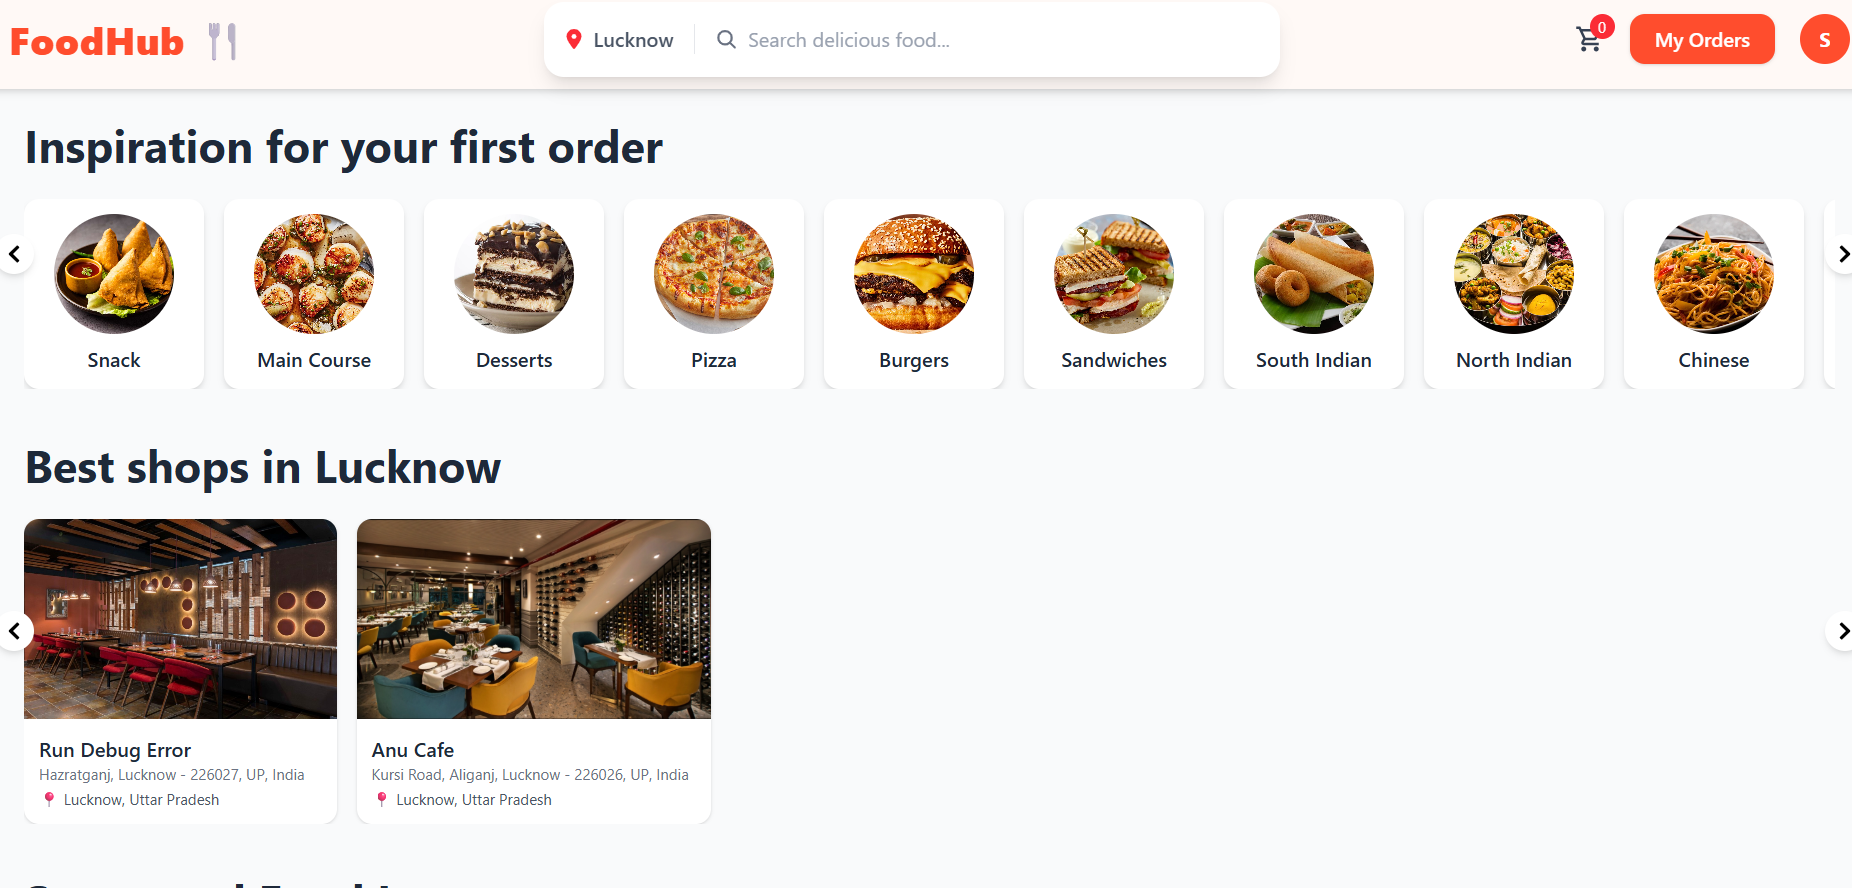 FoodHub
Lucknow
Search delicious food...
0
My Orders
S
Inspiration for your first order
Snack
Main Course
Desserts
Pizza
Burgers
Sandwiches
South Indian
North Indian
Chinese
Best shops in Lucknow
Run Debug Error
Hazratganj, Lucknow - 226027, UP, India
Lucknow, Uttar Pradesh
Anu Cafe
Kursi Road, Aliganj, Lucknow - 226026, UP, India
Lucknow, Uttar Pradesh